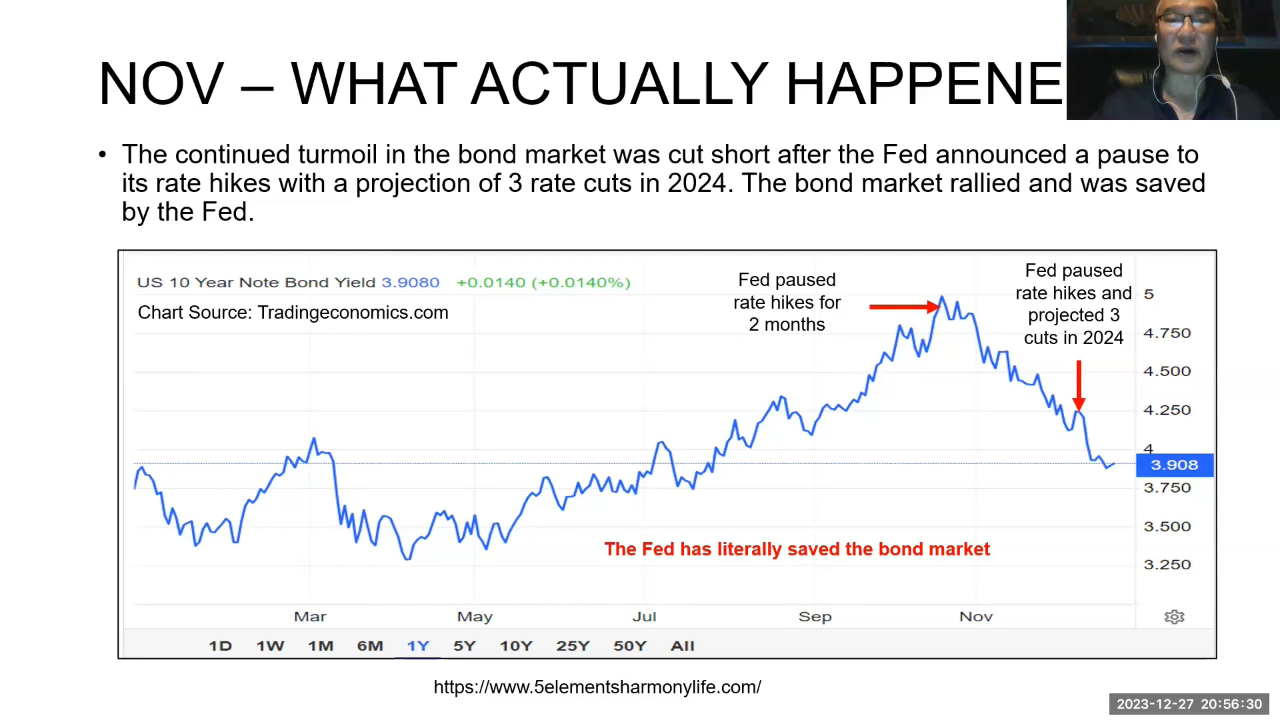 NOV – WHAT ACTUALLY HAPPENE
• The continued turmoil in the bond market was cut short after the Fed announced a pause to
its rate hikes with a projection of 3 rate cuts in 2024. The bond market rallied and was saved
by the Fed.
US 10 Year Note Bond Yield 3.9080 +0.0140 (+0.0140%)
Chart Source: Tradingeconomics.com
Fed paused
rate hikes for
2 months
Fed paused
rate hikes and
projected 3
cuts in 2024
5
4.750
4.500
4.250
4
3.908
3.750
3.500
3.250
The Fed has literally saved the bond market
Mar May Jul Sep Nov
1D 1W 1M 6M 1Y 5Y 10Y 25Y 50Y All
https://www.5elementsharmonylife.com/
2023-12-27 20:56:30